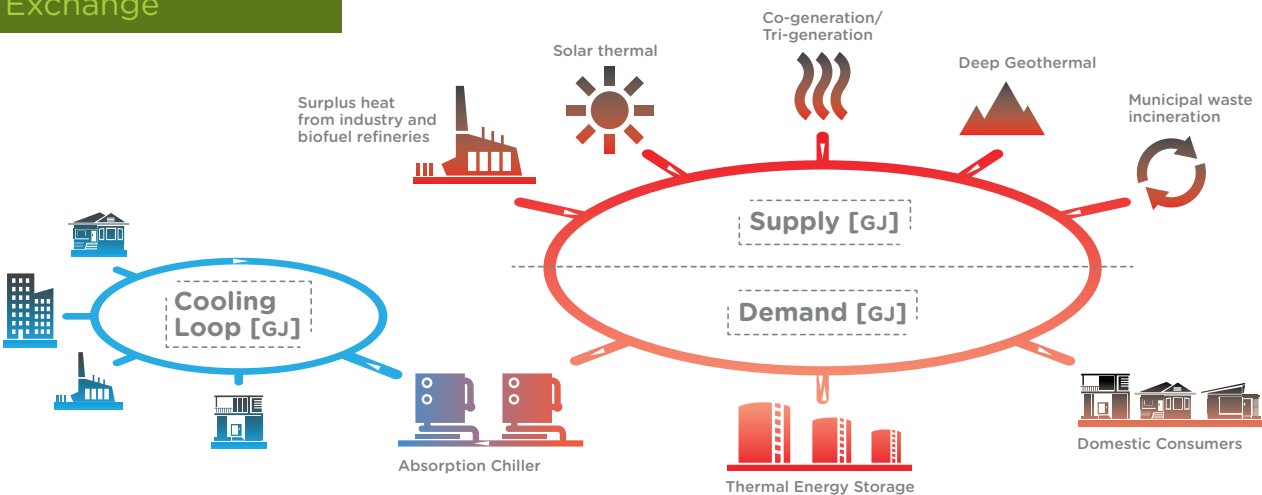 Exchange
Co-generation/
Tri-generation
Solar thermal
Deep Geothermal
Surplus heat
from industry and
biofuel refineries
Municipal waste
incineration
Supply [GJ]
Cooling
Loop [GJ]
Demand [GJ]
Absorption Chiller
Domestic Consumers
Thermal Energy Storage